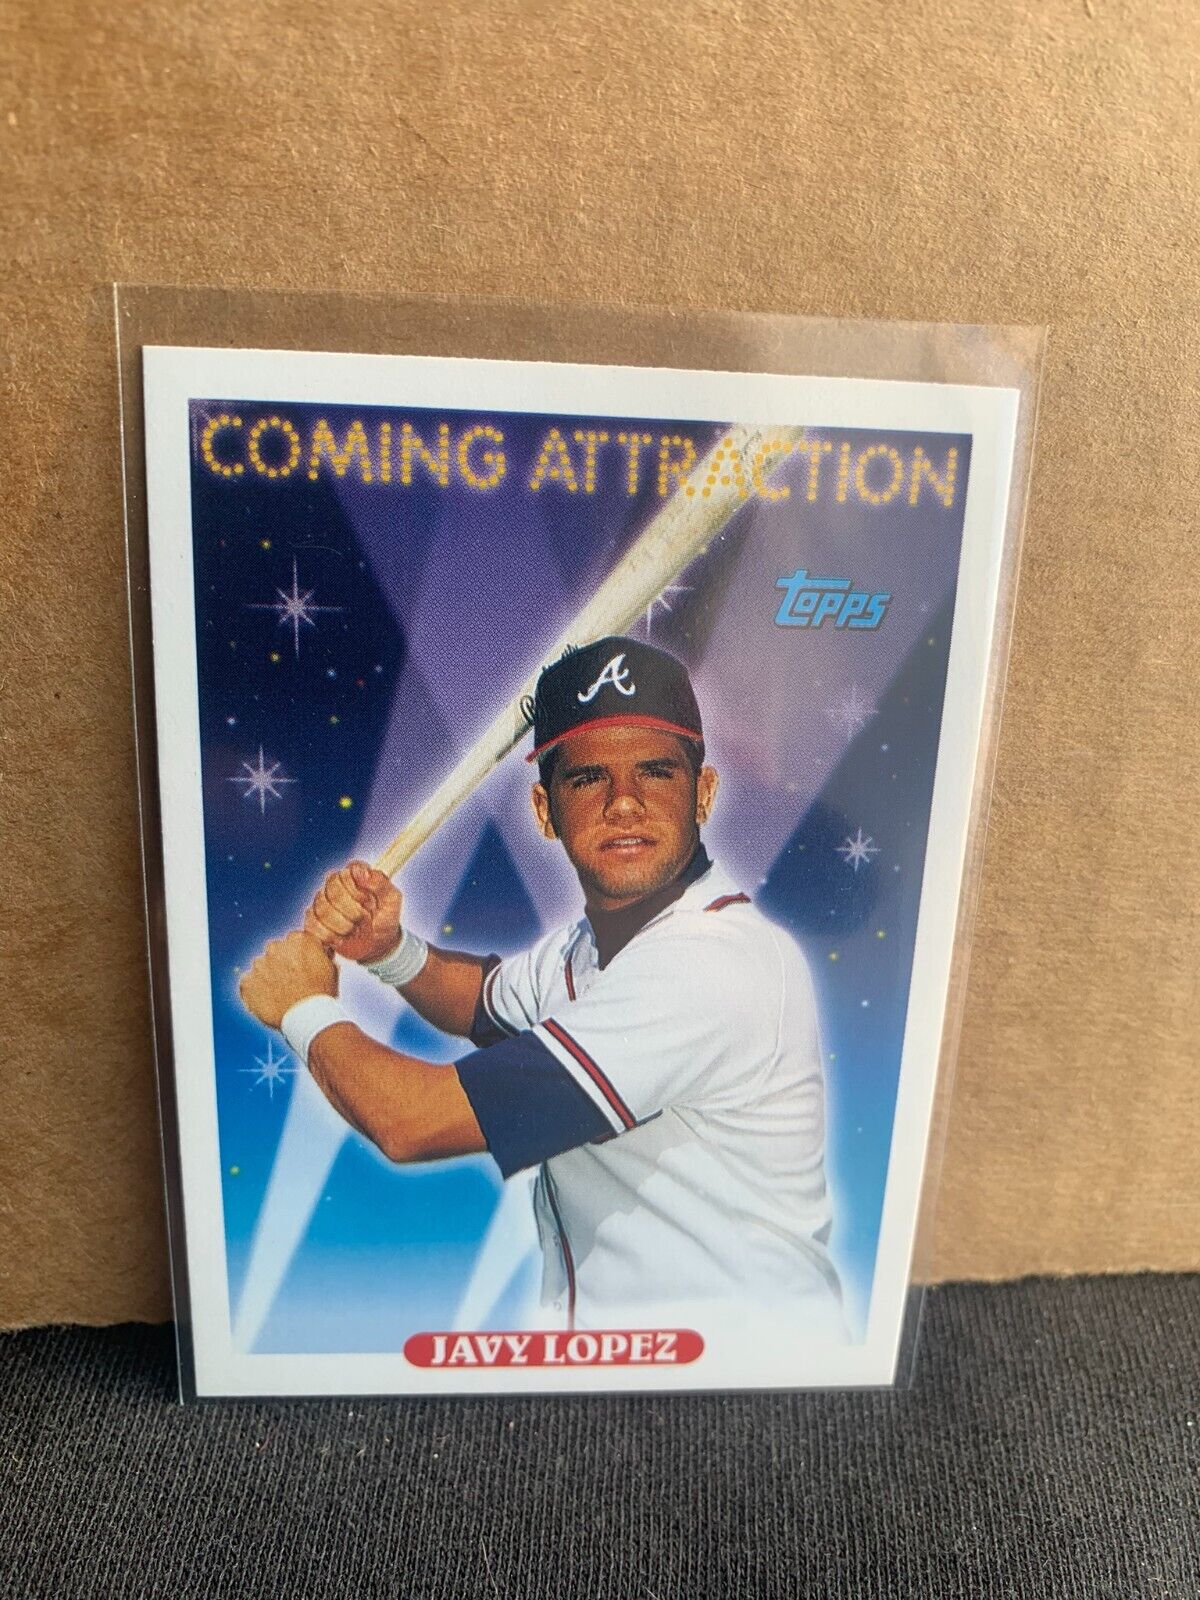 COMING ATTRACTION
TOPPS
A
JAVY LOPEZ